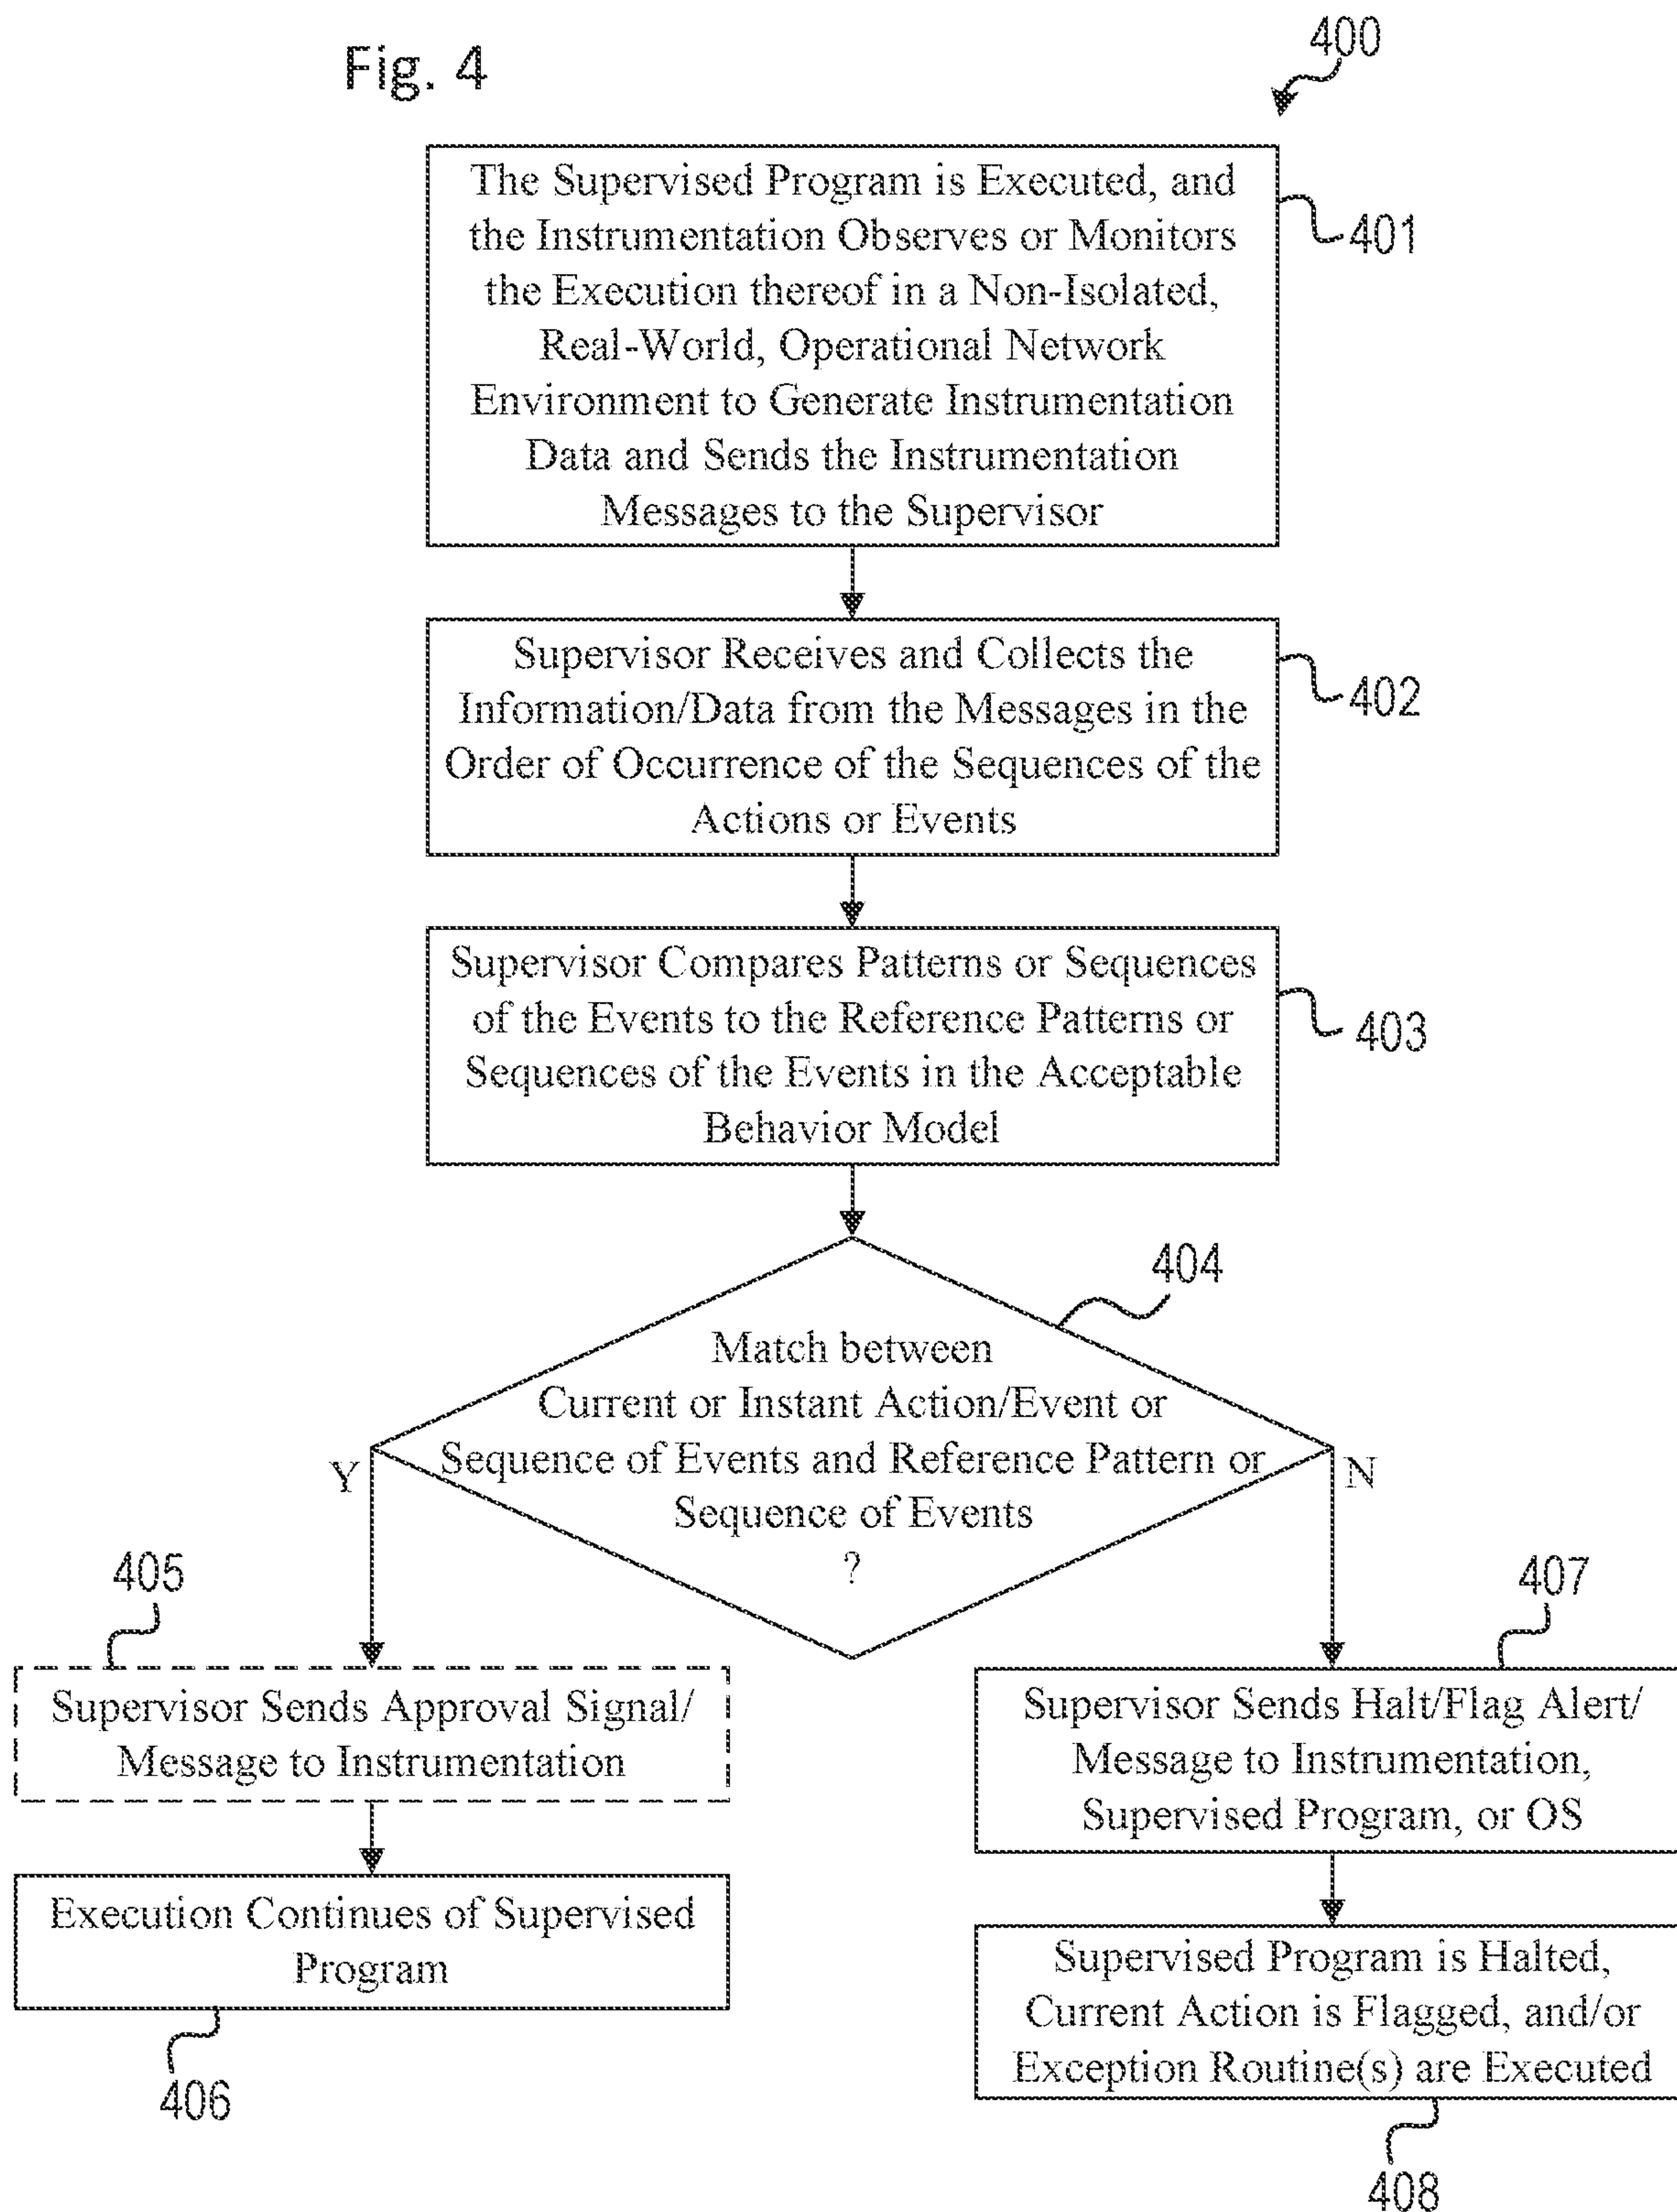 Fig. 4
400
The Supervised Program is Executed, and
the Instrumentation Observes or Monitors
the Execution thereof in a Non-Isolated,
Real-World, Operational Network
Environment to Generate Instrumentation
Data and Sends the Instrumentation
Messages to the Supervisor
401
Supervisor Receives and Collects the
Information/Data from the Messages in the
Order of Occurrence of the Sequences of the
Actions or Events
402
Supervisor Compares Patterns or Sequences
of the Events to the Reference Patterns or
Sequences of the Events in the Acceptable
Behavior Model
403
404
Match between
Current or Instant Action/Event or
Sequence of Events and Reference Pattern or
Sequence of Events
?
Y
N
405
Supervisor Sends Approval Signal/
Message to Instrumentation
Execution Continues of Supervised
Program
406
407
Supervisor Sends Halt/Flag Alert/
Message to Instrumentation,
Supervised Program, or OS
Supervised Program is Halted,
Current Action is Flagged, and/or
Exception Routine(s) are Executed
408